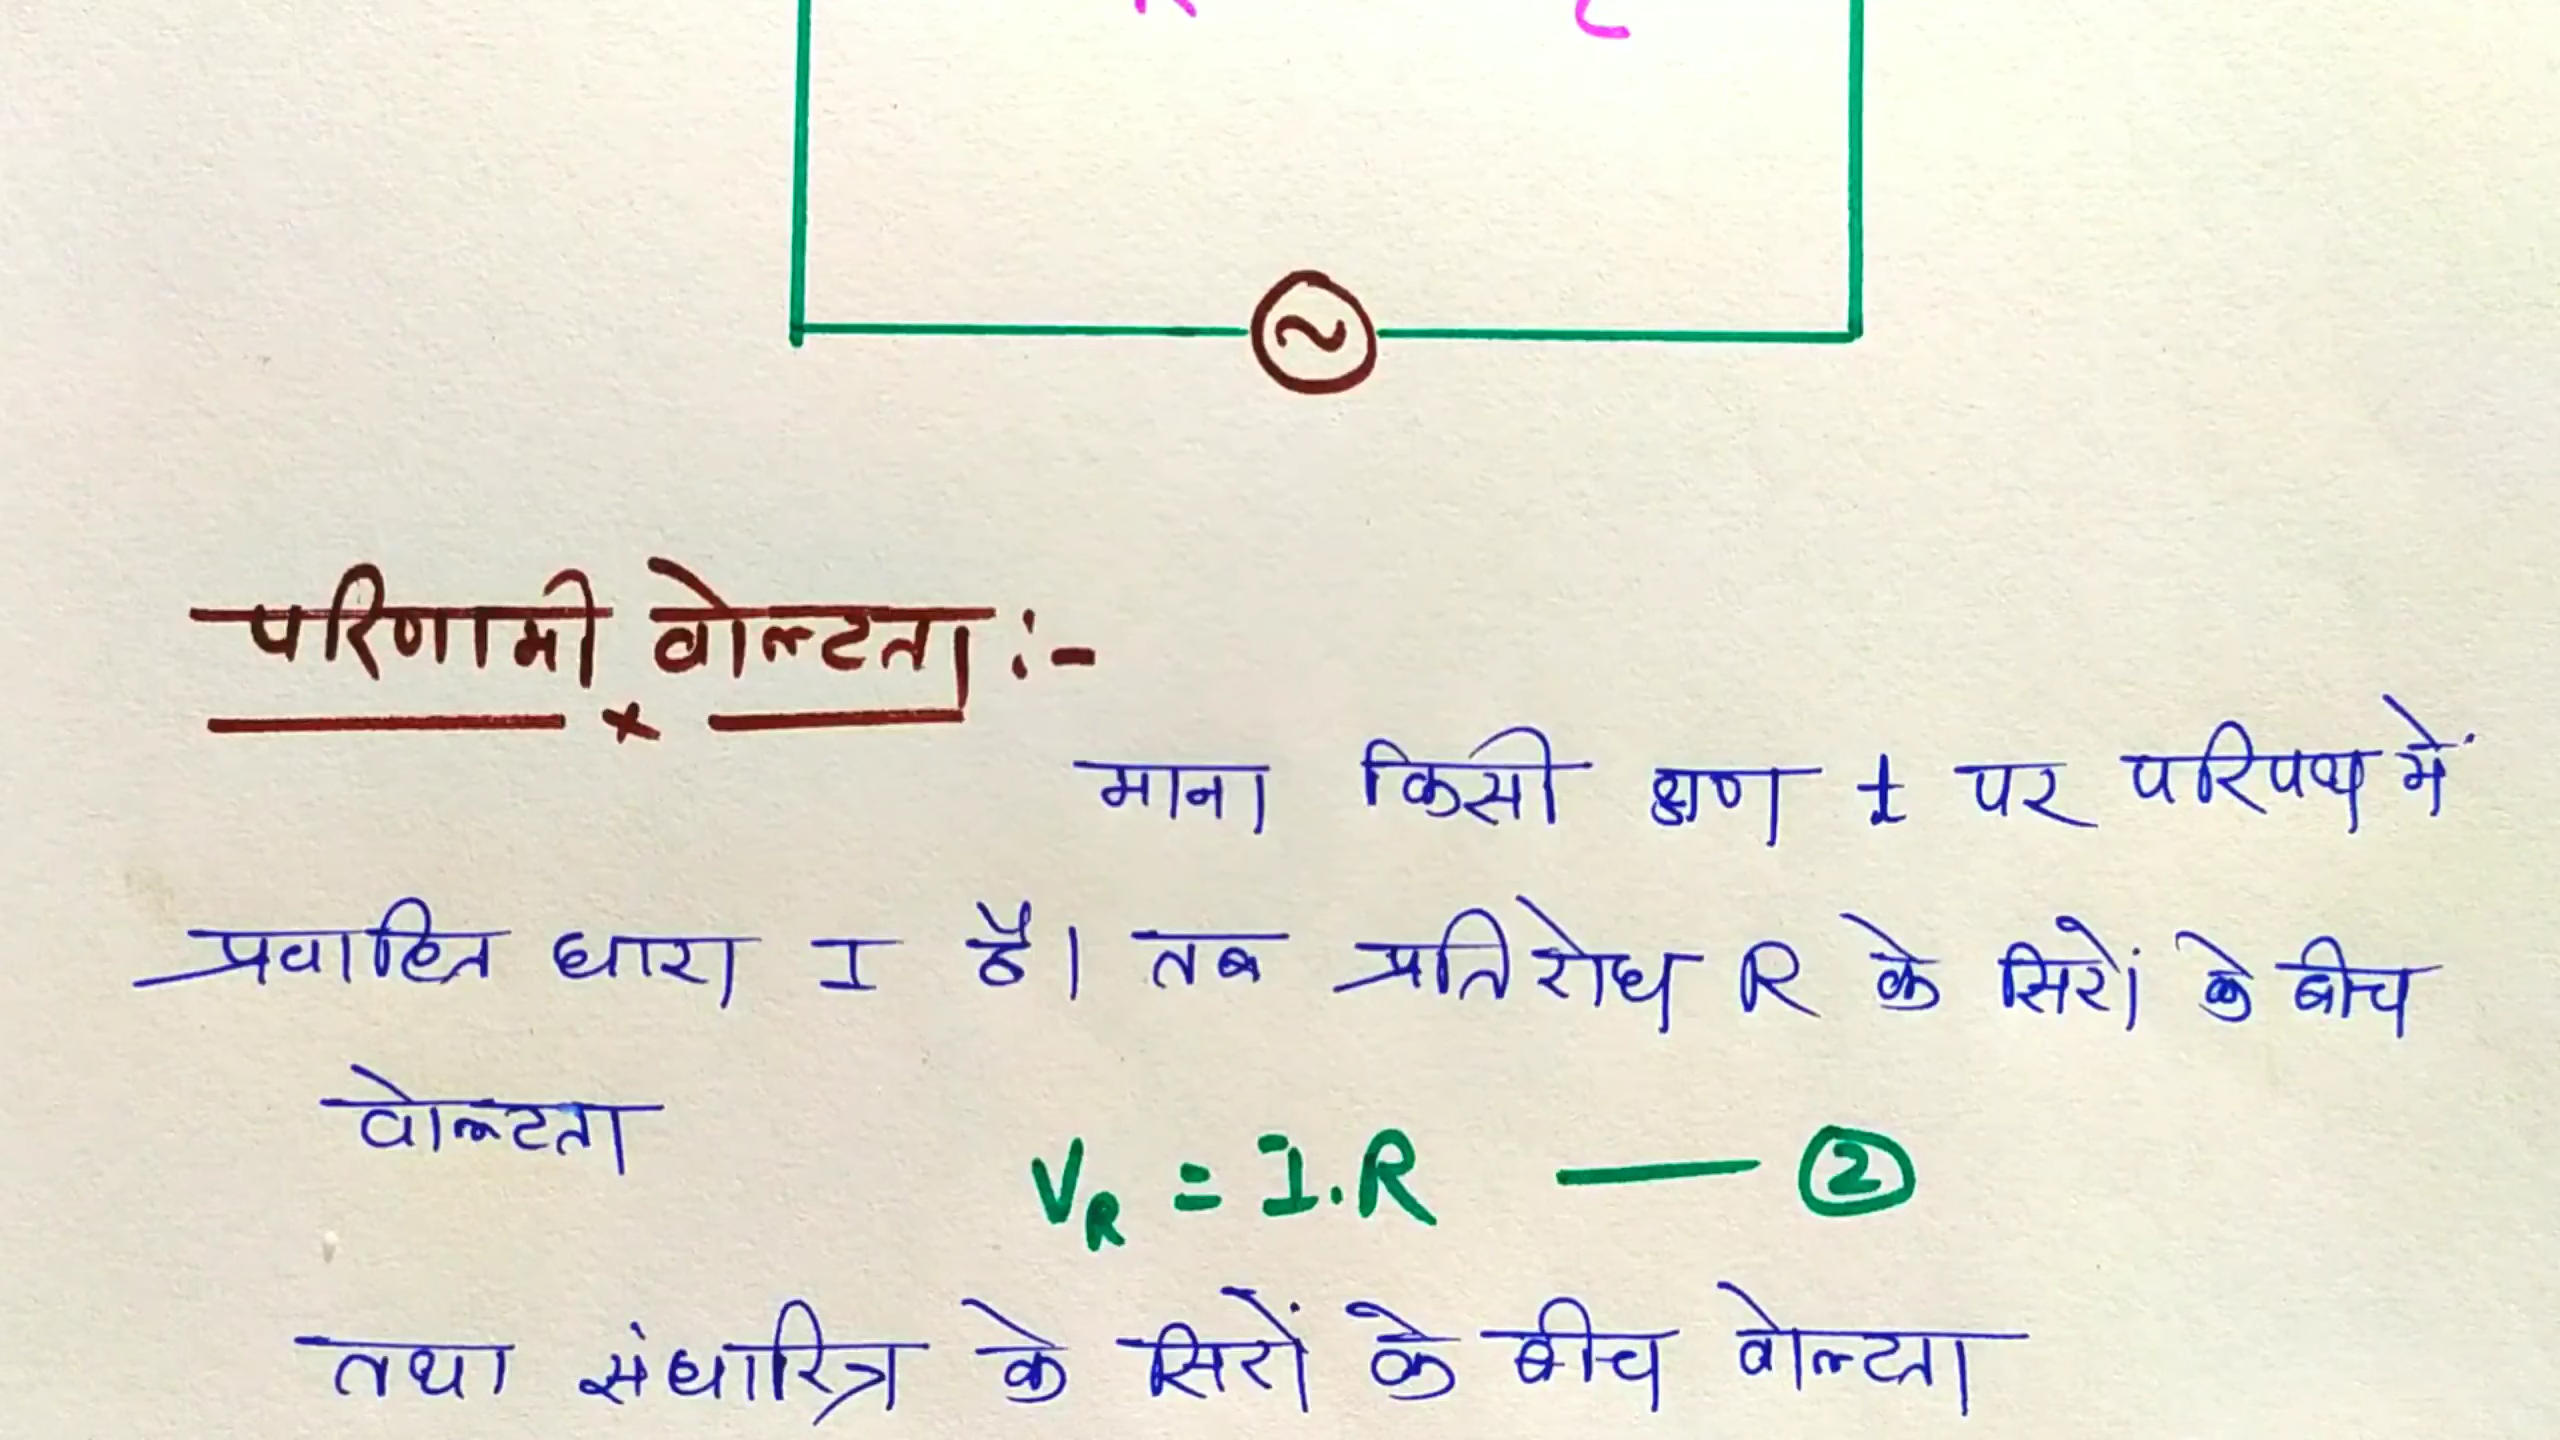 R C
~
परिणामी वोल्टता :-
माना किसी क्षण t पर परिपथ में
प्रवाहित धारा I है। तब प्रतिरोध R के सिरों के बीच
वोल्टता
V_R = I.R — ②
तथा संधारित्र के सिरों के बीच वोल्टता